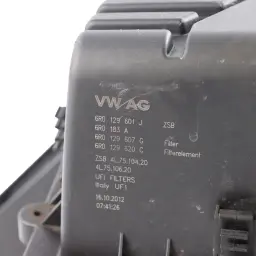 VW AG
6R0 129 601 J ZSB
6R0 183 A
6R0 129 607 G Filter
6R0 129 620 C Filterelement
ZSB 4L.75.104.20
4L.75.106.20
UFI FILTERS
Italy UFI
16.10.2012
07:41:26